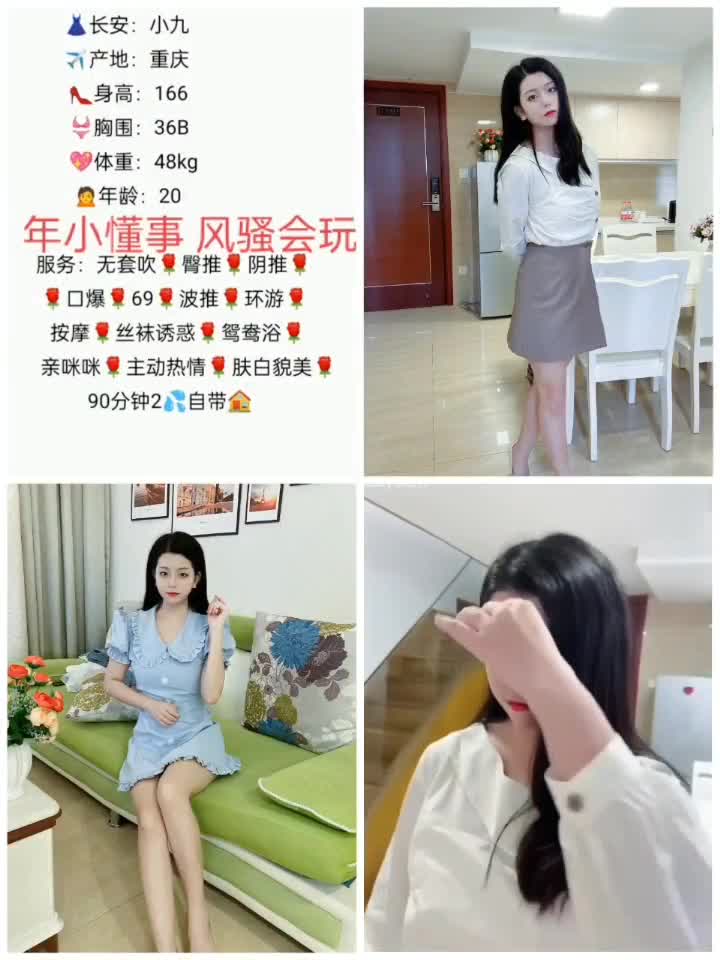 👗长安：小九
✈️产地：重庆
👠身高：166
👙胸围：36B
💖体重：48kg
🙍年龄：20
年小懂事 风骚会玩
服务：无套吹🌹臀推🌹阴推🌹
🌹口爆🌹69🌹波推🌹环游🌹
按摩🌹丝袜诱惑🌹鸳鸯浴🌹
亲咪咪🌹主动热情🌹肤白貌美🌹
90分钟2💦自带🏠